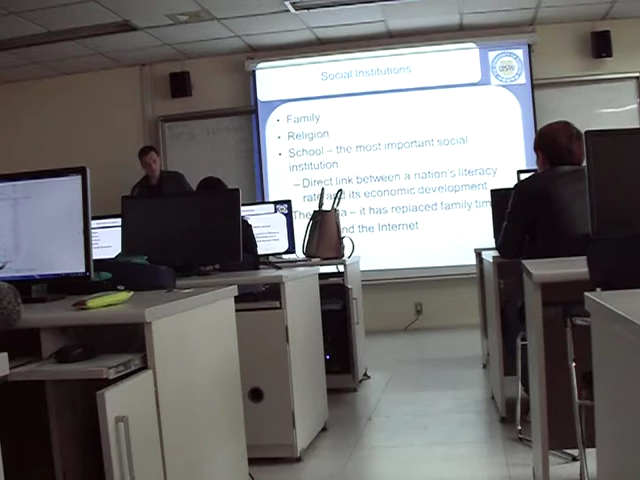 Social Institutions
• Family
• Religion
• School – the most important social
institution
– Direct link between a nation's literacy
rate and its economic development
The – it has replaced family
and the Internet